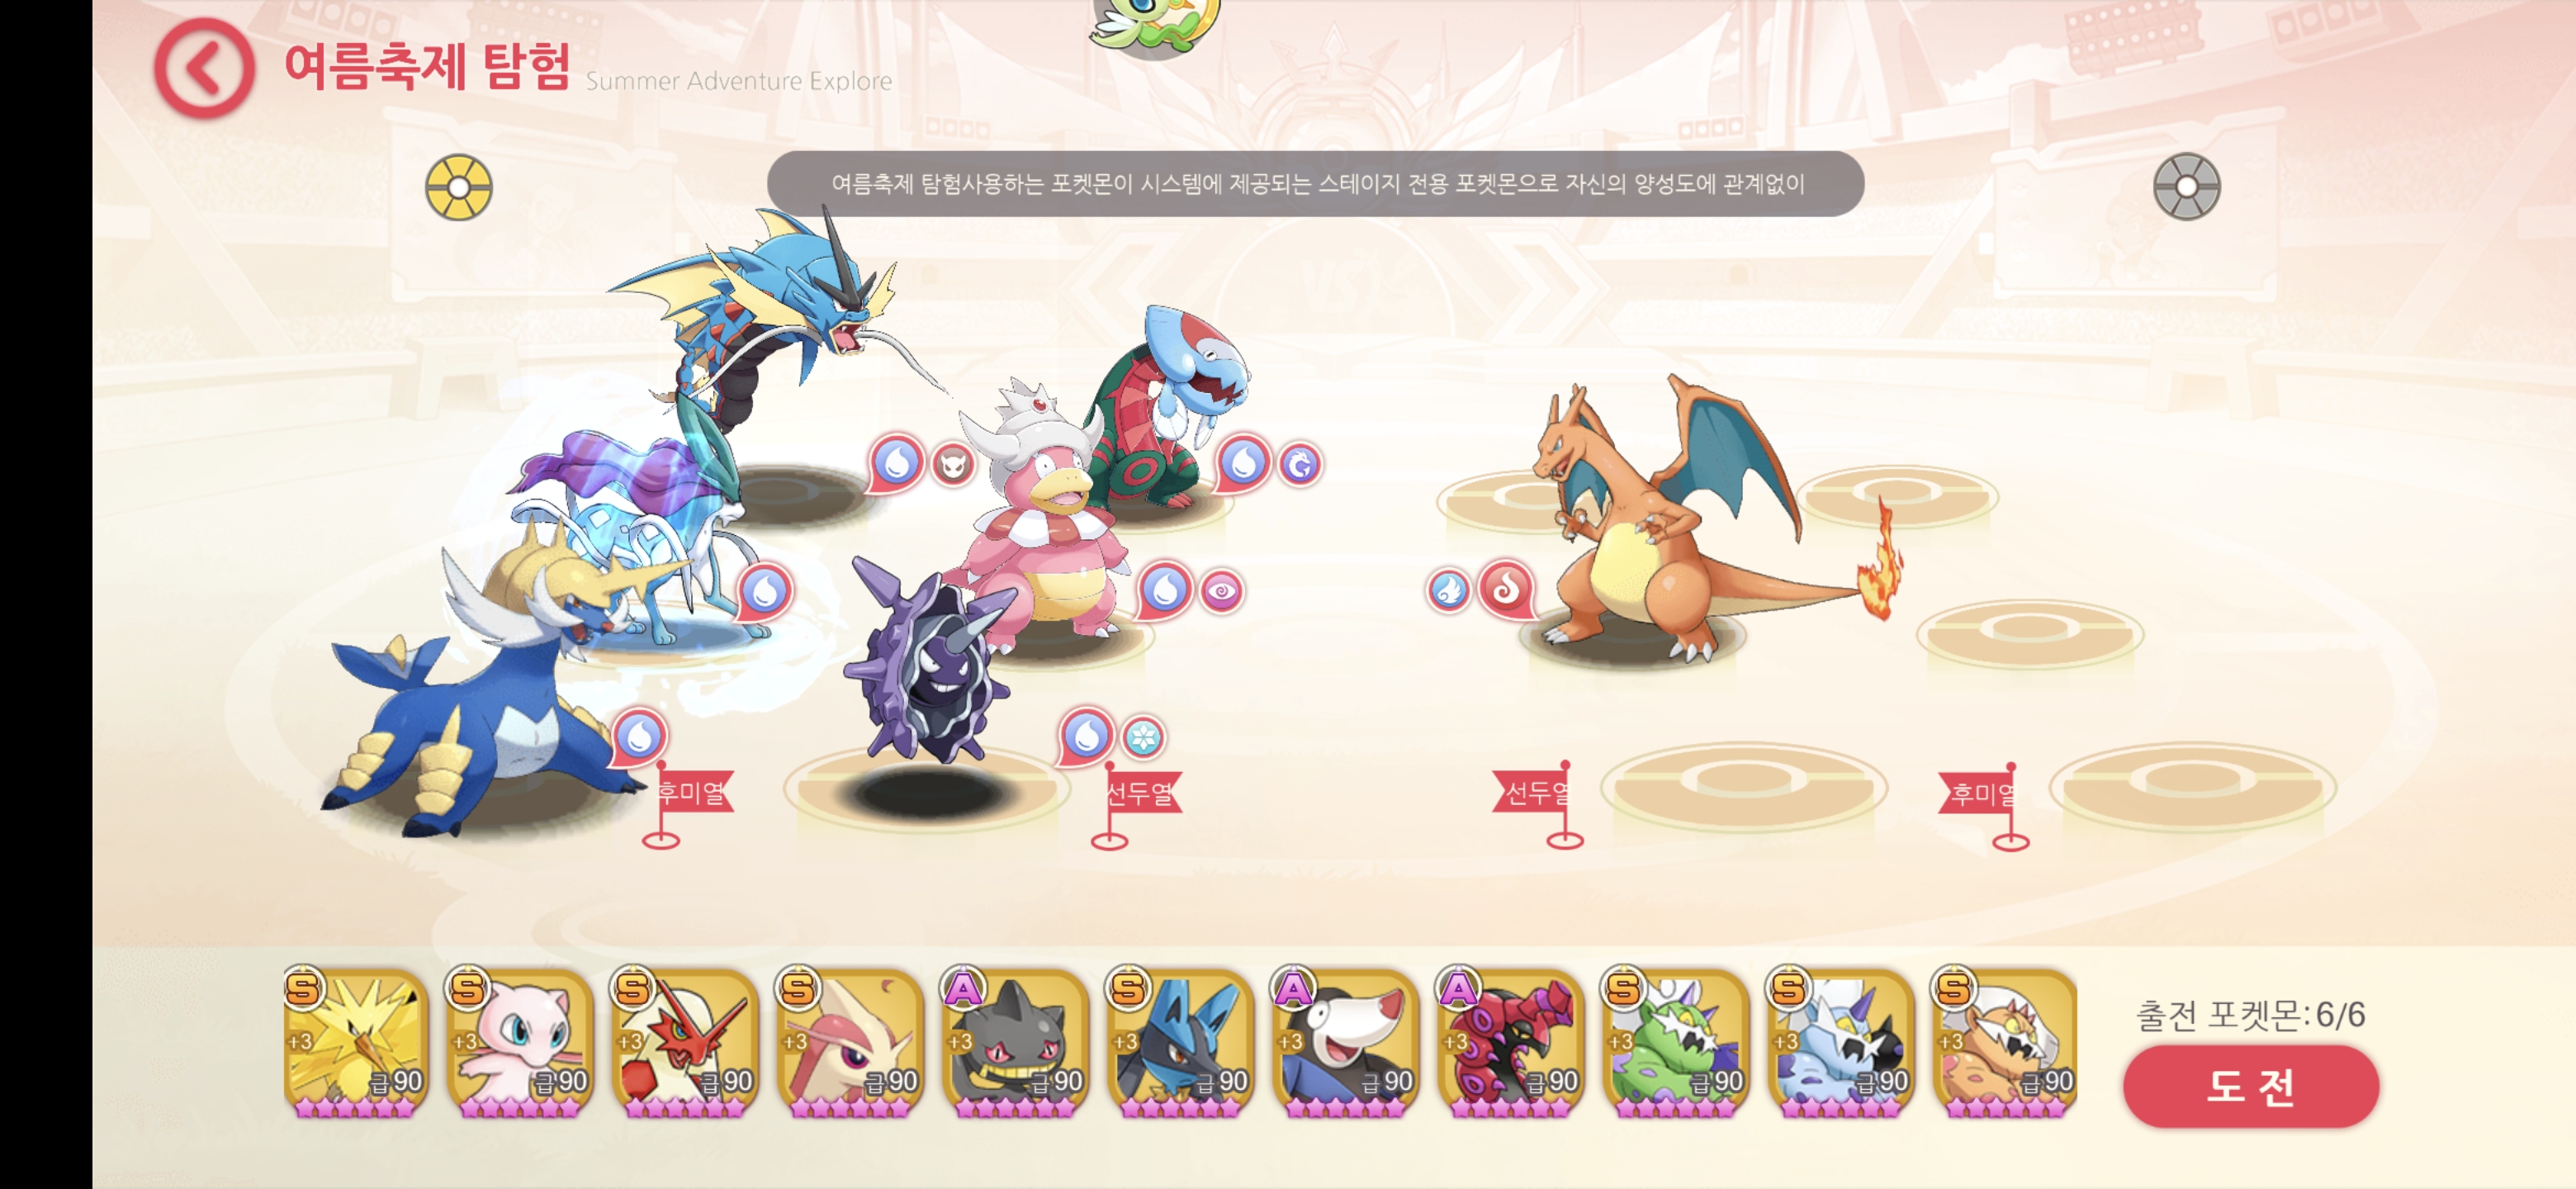 여름축제 탐험 Summer Adventure Explore
여름축제 탐험사용하는 포켓몬이 시스템에 제공되는 스테이지 전용 포켓몬으로 자신의 양성도에 관계없이
후미열 선두열 선두열 후미열
S S S S A S A A S S S
+3 +3 +3 +3 +3 +3 +3 +3 +3 +3 +3
급90 급90 급90 급90 급90 급90 급90 급90 급90 급90 급90
출전 포켓몬:6/6
도전